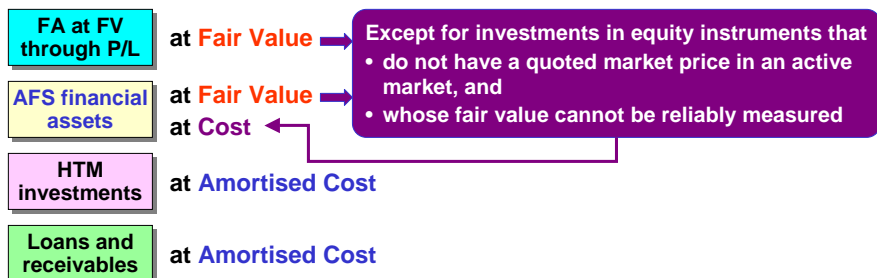 FA at FV
through P/L
at Fair Value
Except for investments in equity instruments that
• do not have a quoted market price in an active
market, and
• whose fair value cannot be reliably measured
AFS financial
assets
at Fair Value
at Cost
HTM
investments
at Amortised Cost
Loans and
receivables
at Amortised Cost